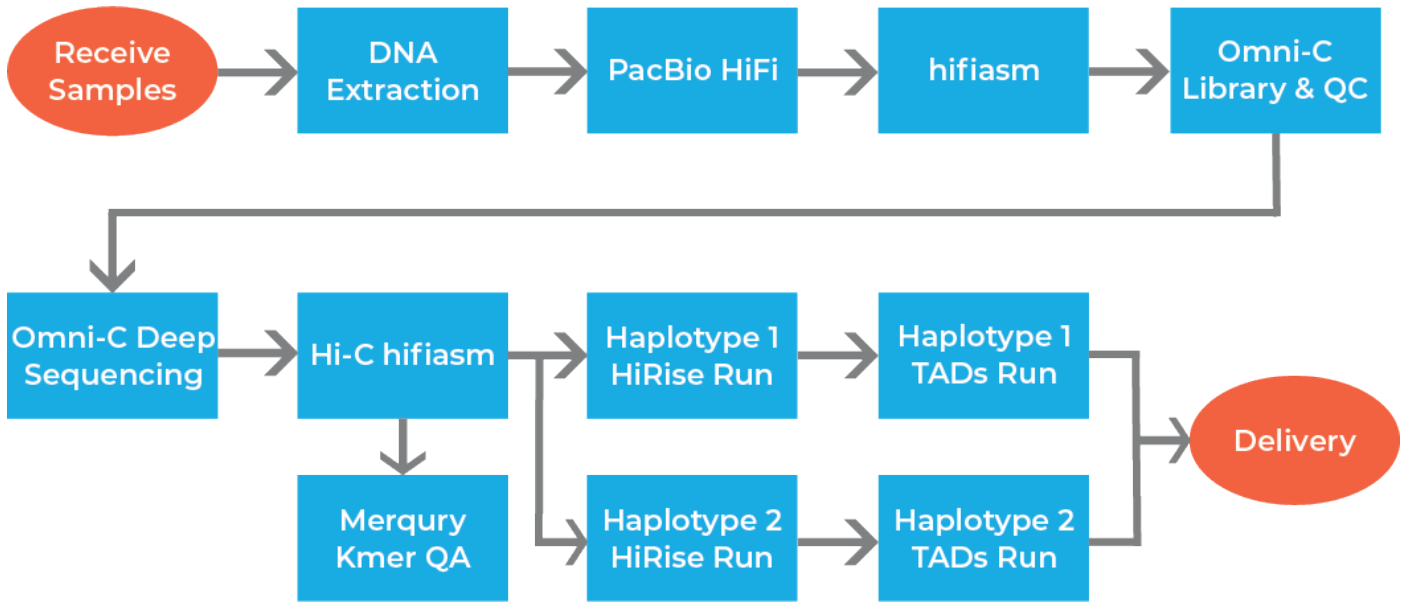 Receive
Samples
DNA
Extraction
PacBio HiFi
hifiasm
Omni-C
Library & QC
Omni-C Deep
Sequencing
Hi-C hifiasm
Haplotype 1
HiRise Run
Haplotype 1
TADs Run
Delivery
Merqury
Kmer QA
Haplotype 2
HiRise Run
Haplotype 2
TADs Run